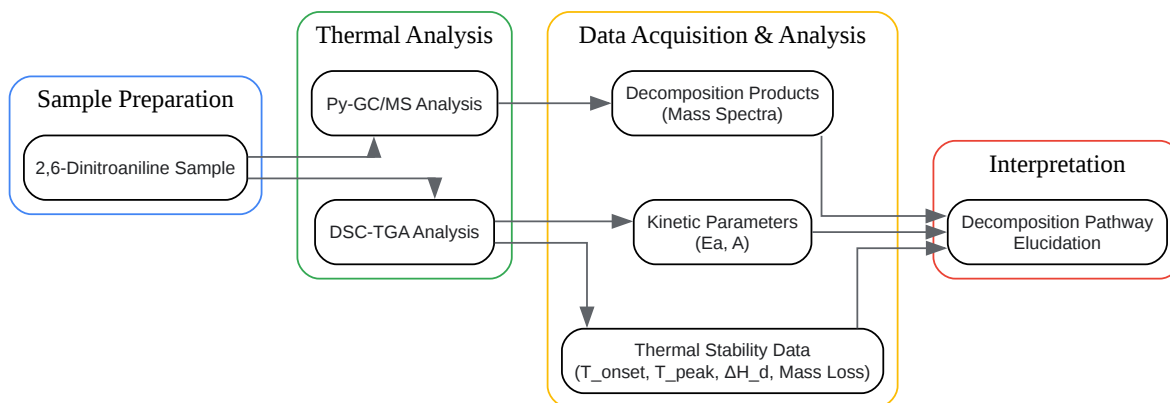 Sample Preparation
2,6-Dinitroaniline Sample
Thermal Analysis
Py-GC/MS Analysis
DSC-TGA Analysis
Data Acquisition & Analysis
Decomposition Products
(Mass Spectra)
Kinetic Parameters
(Ea, A)
Thermal Stability Data
(T_onset, T_peak, ΔH_d, Mass Loss)
Interpretation
Decomposition Pathway
Elucidation